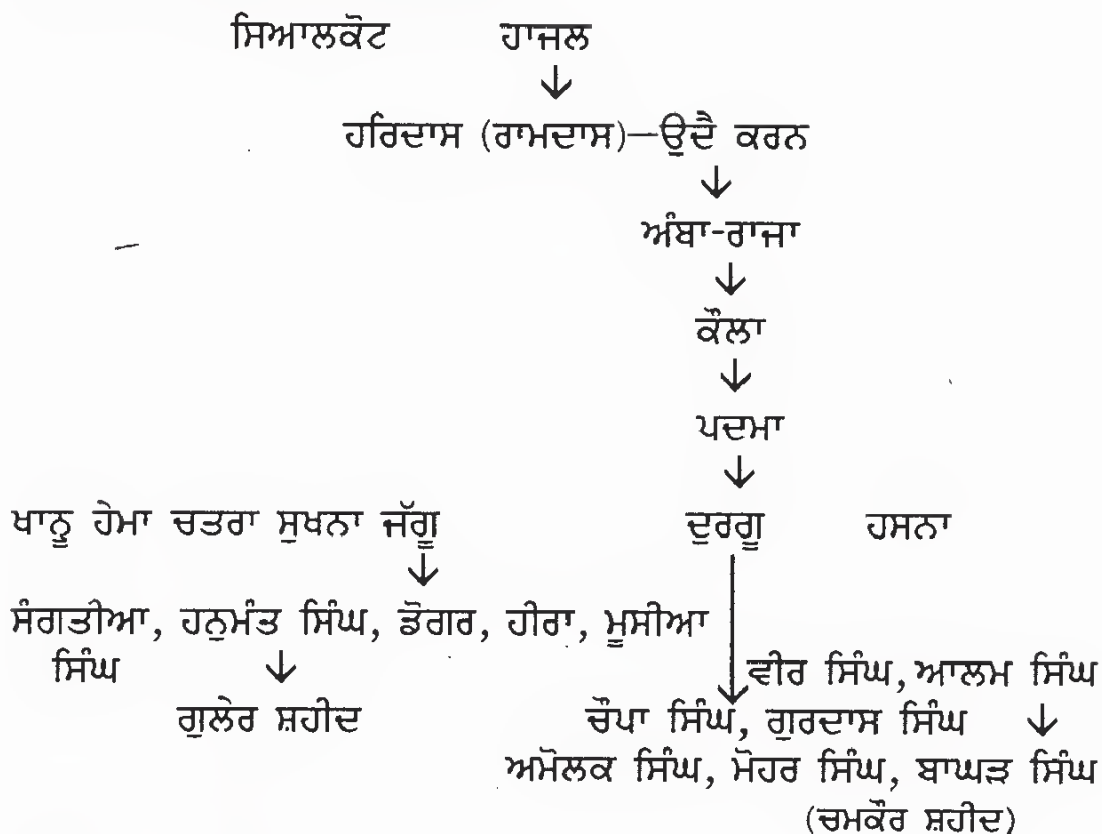 ਸਿਆਲਕੋਟ ਹਾਜਲ
ਹਰਿਦਾਸ (ਰਾਮਦਾਸ)—ਉਦੈ ਕਰਨ
ਅੰਬਾ-ਰਾਜਾ
ਕੌਲਾ
ਪਦਮਾ
ਖਾਨੂ ਹੇਮਾ ਚਤਰਾ ਸੁਖਨਾ ਜੱਗੂ ਦੁਰਗੂ ਹਸਨਾ
ਸੰਗਤੀਆ, ਹਨੁਮੰਤ ਸਿੰਘ, ਡੋਗਰ, ਹੀਰਾ, ਮੂਸੀਆ
ਸਿੰਘ
ਵੀਰ ਸਿੰਘ, ਆਲਮ ਸਿੰਘ
ਗੁਲੇਰ ਸ਼ਹੀਦ ਚੌਪਾ ਸਿੰਘ, ਗੁਰਦਾਸ ਸਿੰਘ
ਅਮੋਲਕ ਸਿੰਘ, ਮੋਹਰ ਸਿੰਘ, ਬਾਘੜ ਸਿੰਘ
(ਚਮਕੌਰ ਸ਼ਹੀਦ)